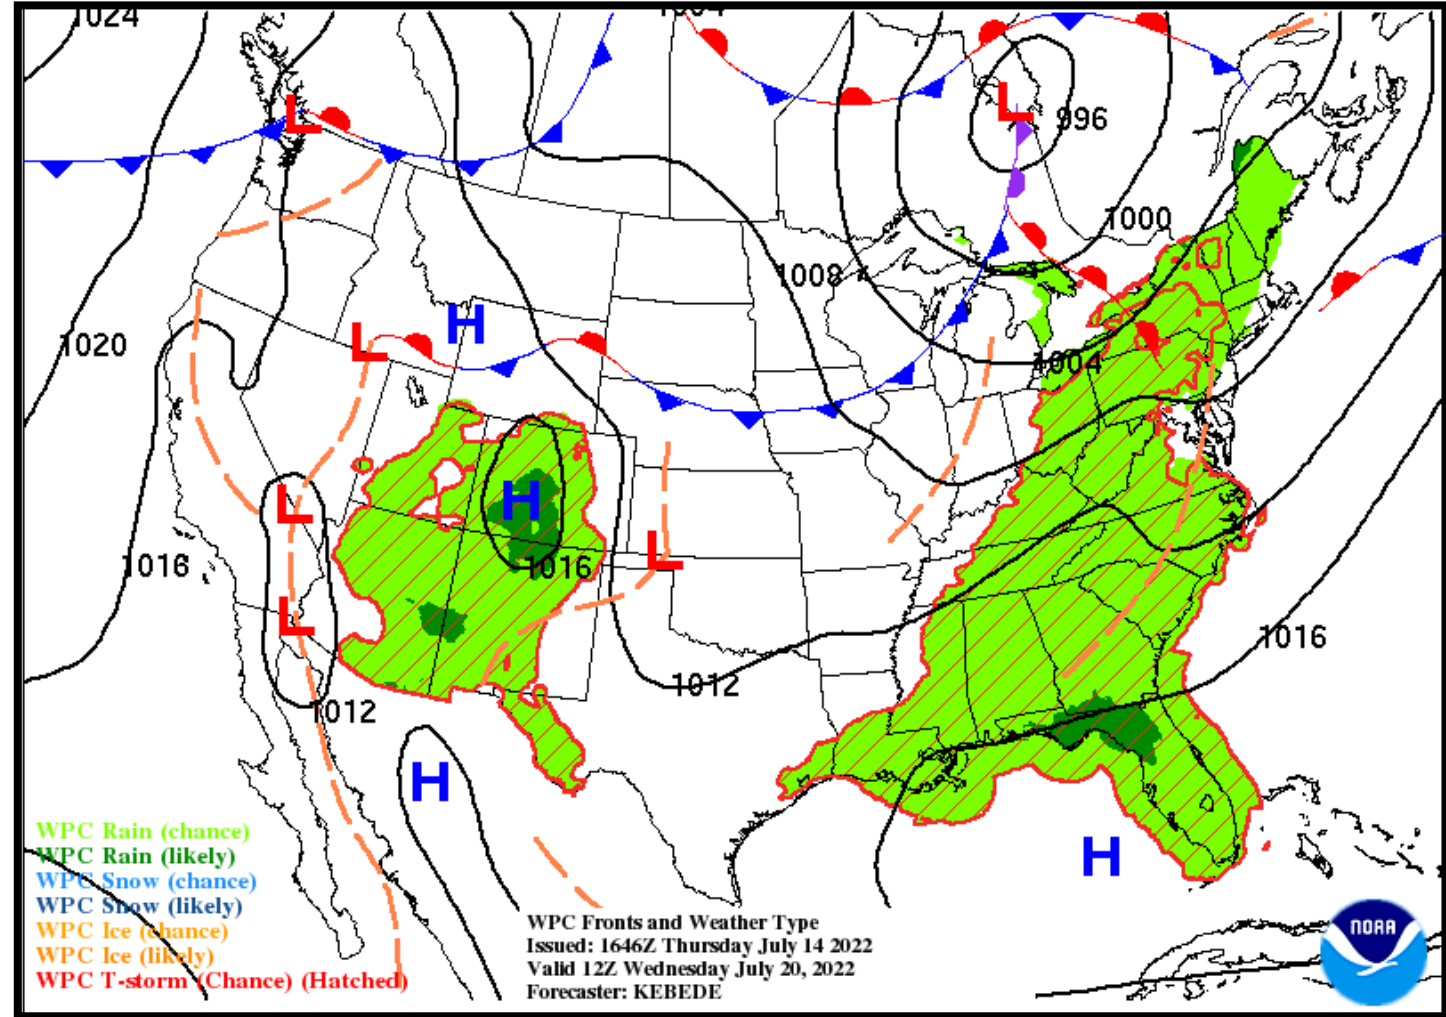 1024
1004
L
L
996
1000
1008
H
1020
L
1004
L
H
L
1016
1016
L
1016
1012
1012
H
H
WPC Rain (chance)
WPC Rain (likely)
WPC Snow (chance)
WPC Snow (likely)
WPC Ice (chance)
WPC Ice (likely)
WPC T-storm (Chance) (Hatched)
WPC Fronts and Weather Type
Issued: 1646Z Thursday July 14 2022
Valid 12Z Wednesday July 20, 2022
Forecaster: KEBEDE
NOAA